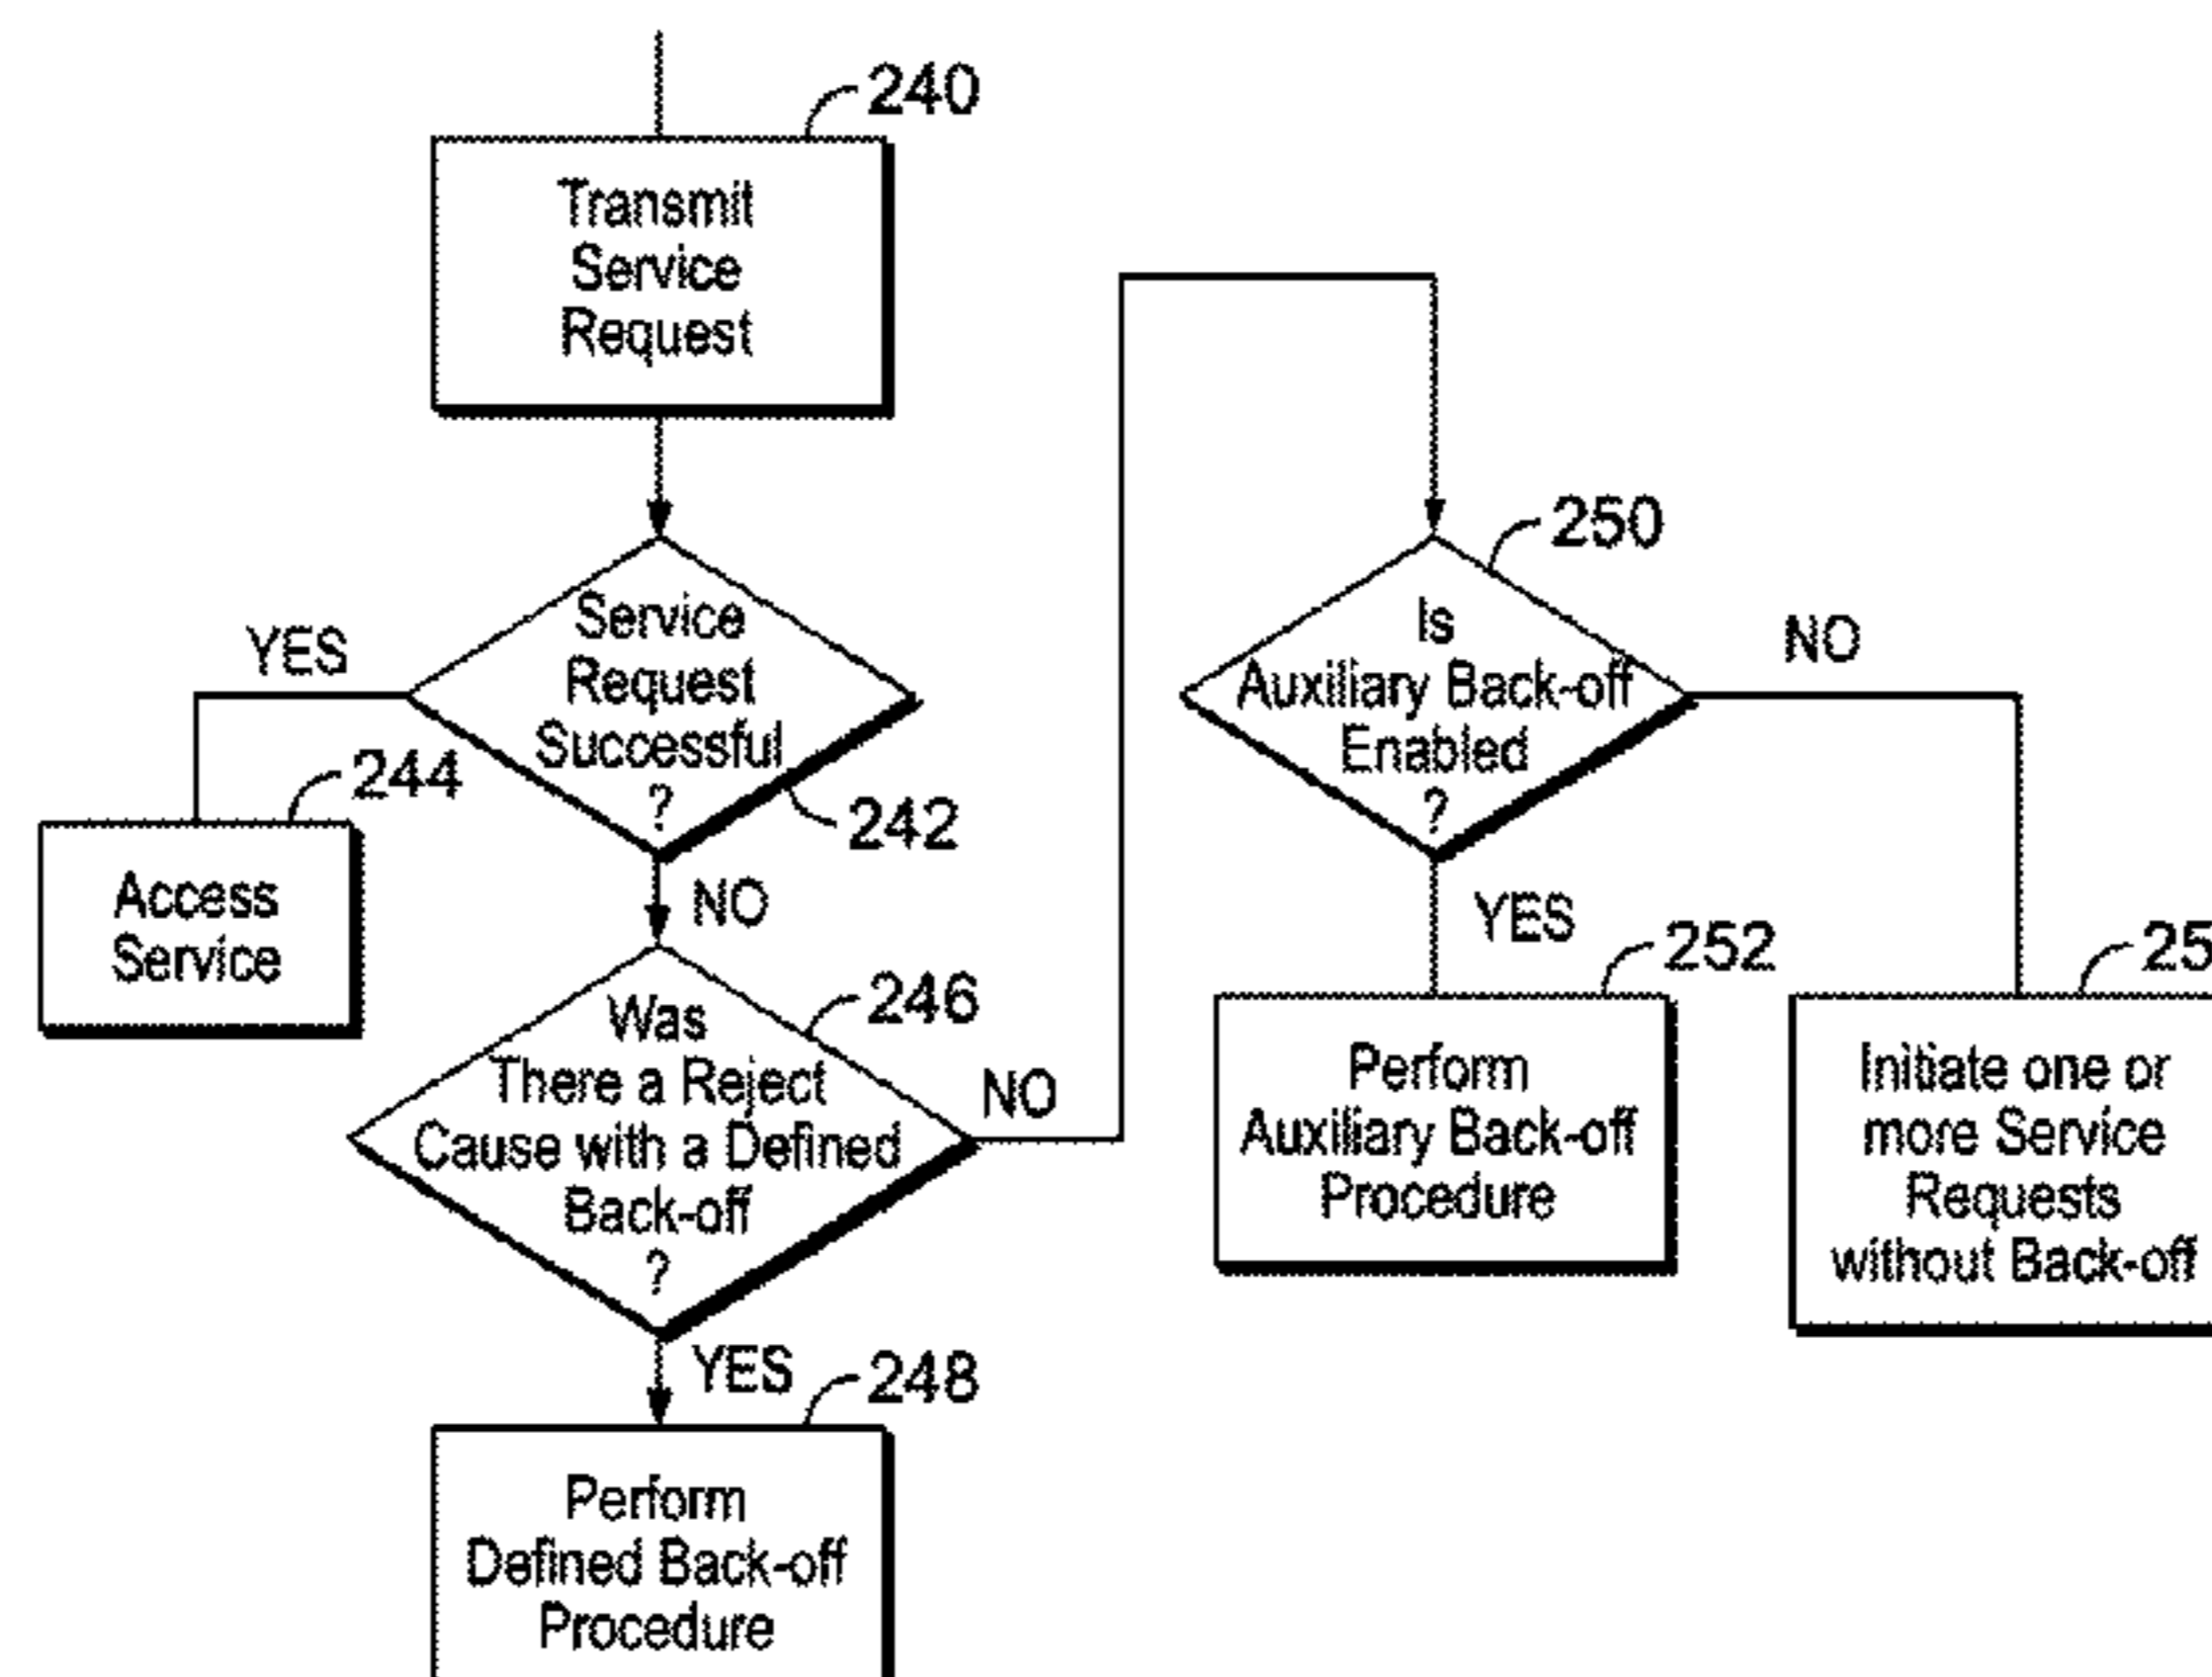 240
Transmit
Service
Request
Service
Request
Successful
?
242
YES
244
Access
Service
NO
Was
There a Reject
Cause with a Defined
Back-off
?
246
NO
YES
248
Perform
Defined Back-off
Procedure
250
Is
Auxiliary Back-off
Enabled
?
NO
YES
252
Perform
Auxiliary Back-off
Procedure
Initiate one or
more Service
Requests
without Back-off